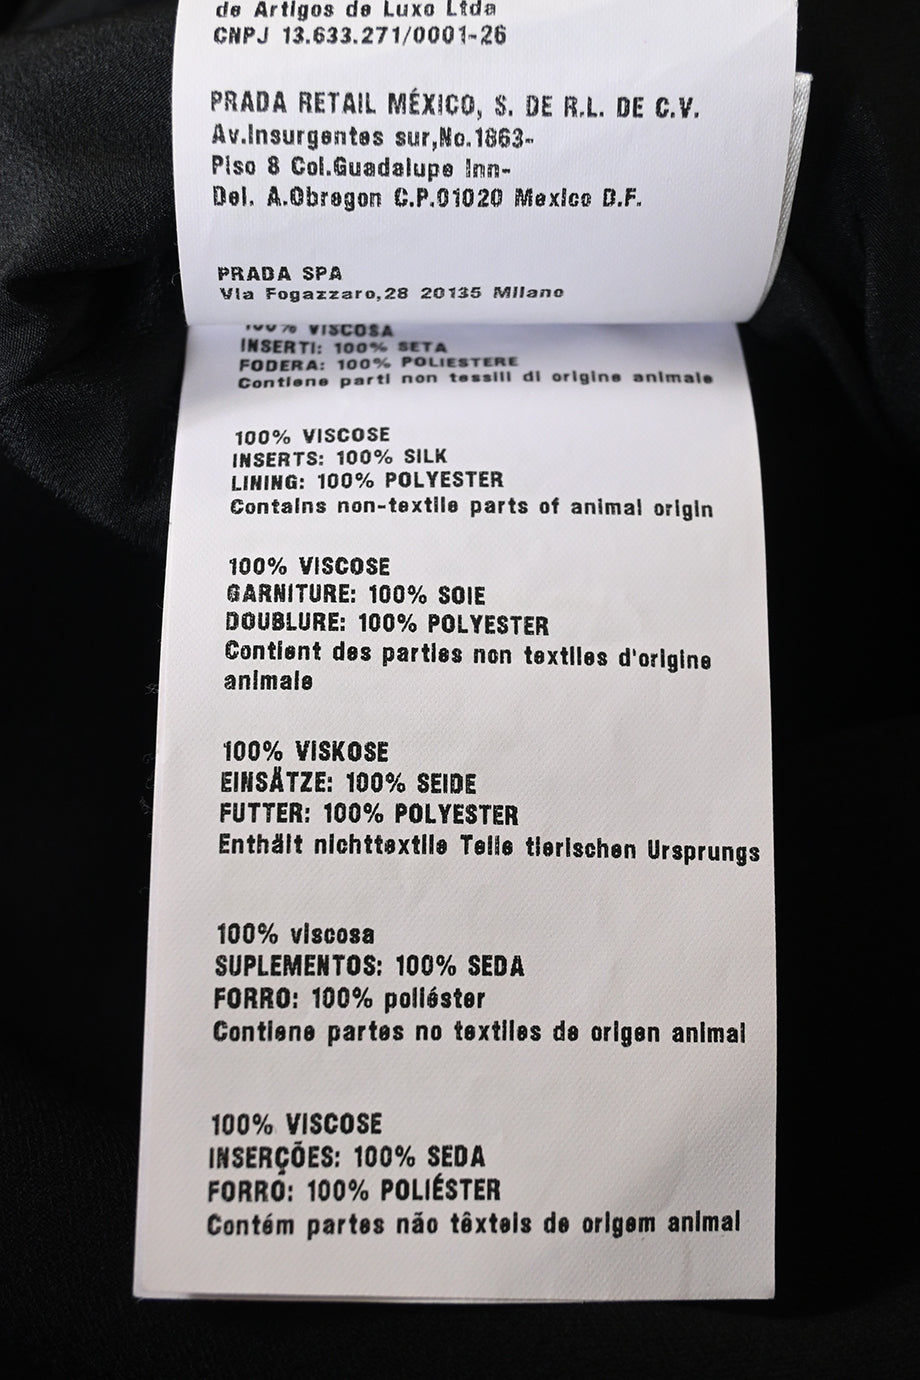 de Artigos de Luxo Ltda
CNPJ 13.633.271/0001-26
PRADA RETAIL MÉXICO, S. DE R.L. DE C.V.
Av.Insurgentes sur,No.1863-
Piso 8 Col.Guadalupe Inn-
Del. A.Obregon C.P.01020 Mexico D.F.
PRADA SPA
Via Fogazzaro,28 20135 Milano
100% VISCOSA
INSERTI: 100% SETA
FODERA: 100% POLIESTERE
Contiene parti non tessili di origine animale
100% VISCOSE
INSERTS: 100% SILK
LINING: 100% POLYESTER
Contains non-textile parts of animal origin
100% VISCOSE
GARNITURE: 100% SOIE
DOUBLURE: 100% POLYESTER
Contient des parties non textiles d'origine
animale
100% VISKOSE
EINSÄTZE: 100% SEIDE
FUTTER: 100% POLYESTER
Enthält nichttextile Teile tierischen Ursprungs
100% viscosa
SUPLEMENTOS: 100% SEDA
FORRO: 100% poliéster
Contiene partes no textiles de origen animal
100% VISCOSE
INSERÇÕES: 100% SEDA
FORRO: 100% POLIÉSTER
Contém partes não têxteis de origem animal